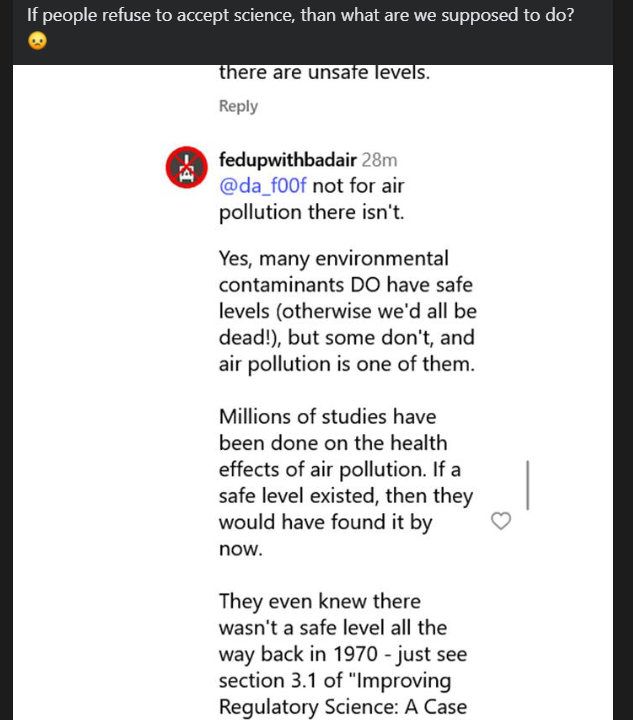 If people refuse to accept science, than what are we supposed to do?
there are unsafe levels.
Reply
fedupwithbadair 28m
@da_f00f not for air
pollution there isn't.
Yes, many environmental
contaminants DO have safe
levels (otherwise we'd all be
dead!), but some don't, and
air pollution is one of them.
Millions of studies have
been done on the health
effects of air pollution. If a
safe level existed, then they
would have found it by
now.
They even knew there
wasn't a safe level all the
way back in 1970 - just see
section 3.1 of "Improving
Regulatory Science: A Case